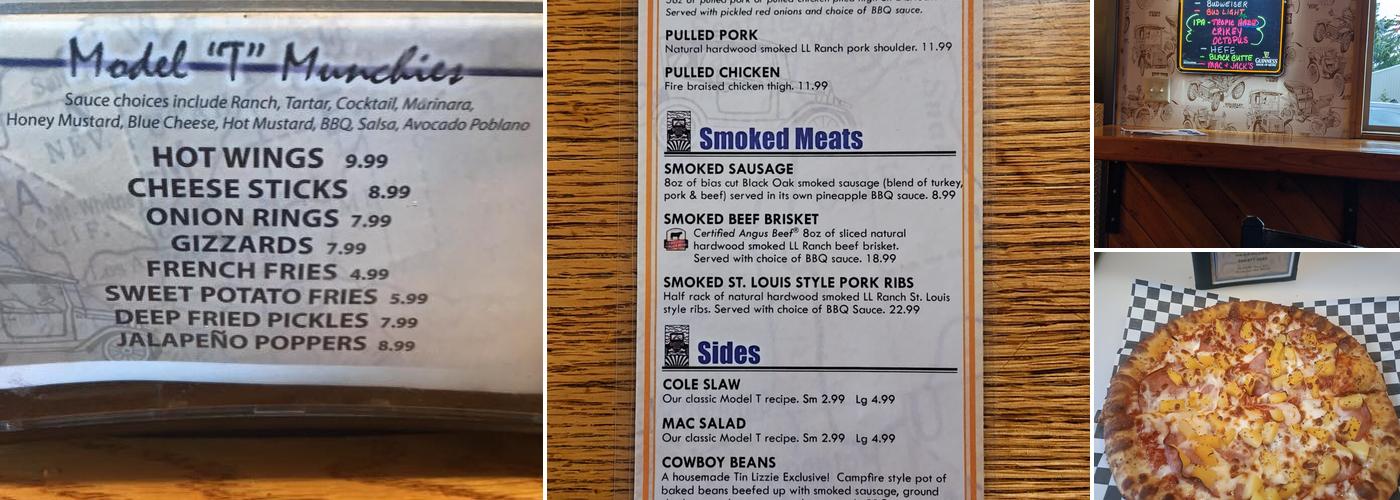 Model "T" Munchies
Sauce choices include Ranch, Tartar, Cocktail, Marinara,
Honey Mustard, Blue Cheese, Hot Mustard, BBQ, Salsa, Avocado Poblano
HOT WINGS 9.99
CHEESE STICKS 8.99
ONION RINGS 7.99
GIZZARDS 7.99
FRENCH FRIES 4.99
SWEET POTATO FRIES 5.99
DEEP FRIED PICKLES 7.99
JALAPEÑO POPPERS 8.99
Served with pickled red onions and choice of BBQ sauce.
PULLED PORK
Natural hardwood smoked LL Ranch pork shoulder. 11.99
PULLED CHICKEN
Fire braised chicken thigh. 11.99
Smoked Meats
SMOKED SAUSAGE
8oz of bias cut Black Oak smoked sausage (blend of turkey,
pork & beef) served in its own pineapple BBQ sauce. 8.99
SMOKED BEEF BRISKET
Certified Angus Beef® 8oz of sliced natural
hardwood smoked LL Ranch beef brisket.
Served with choice of BBQ sauce. 18.99
SMOKED ST. LOUIS STYLE PORK RIBS
Half rack of natural hardwood smoked LL Ranch St. Louis
style ribs. Served with choice of BBQ Sauce. 22.99
Sides
COLE SLAW
Our classic Model T recipe. Sm 2.99 Lg 4.99
MAC SALAD
Our classic Model T recipe. Sm 2.99 Lg 4.99
COWBOY BEANS
A homemade Tin Lizzie Exclusive! Campfire style pot of
baked beans beefed up with smoked sausage, ground
- BUDWEISER
- BUD LIGHT
IPA - TROPIC HAZE
CRIKEY
OCTOPUS
- HEFE
- BLACK BUTTE
- MAC & JACK'S
GUINNESS